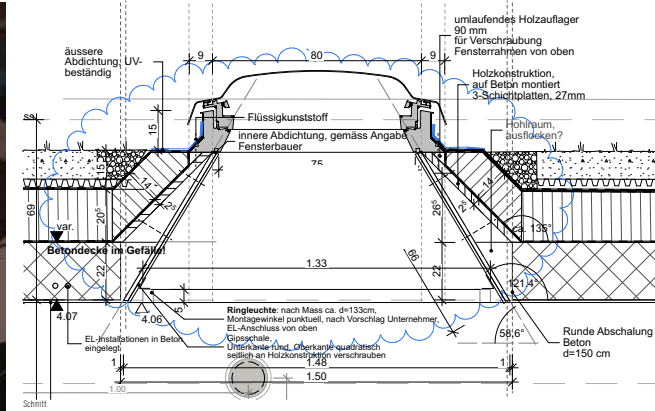 umlaufendes Holzauflager
90 mm
für Verschraubung
Fensterrahmen von oben
äussere
Abdichtung, UV-
beständig
9
80
9
Holzkonstruktion,
auf Beton montiert
3-Schichtplatten, 27mm
Flüssigkunststoff
15
innere Abdichtung, gemäss Angabe
Fensterbauer
Hohlraum,
ausflocken?
75
15
14
14
2⁵
2⁵
69
20⁵
26⁵
var.
ca. 135°
Betondecke im Gefälle!
66
1.33
22
22
121.4°
4.07
4.06
5
Ringleuchte: nach Mass ca. d=133cm,
Montagewinkel punktuell, nach Vorschlag Unternehmer,
EL-Anschluss von oben
Gipsschale,
Unterkante rund, Oberkante quadratisch
seitlich an Holzkonstruktion verschrauben
EL-Installationen in Beton
eingelegt
58.6°
Runde Abschalung
Beton
d=150 cm
1
1.48
1
1.50
1.00
Schnitt